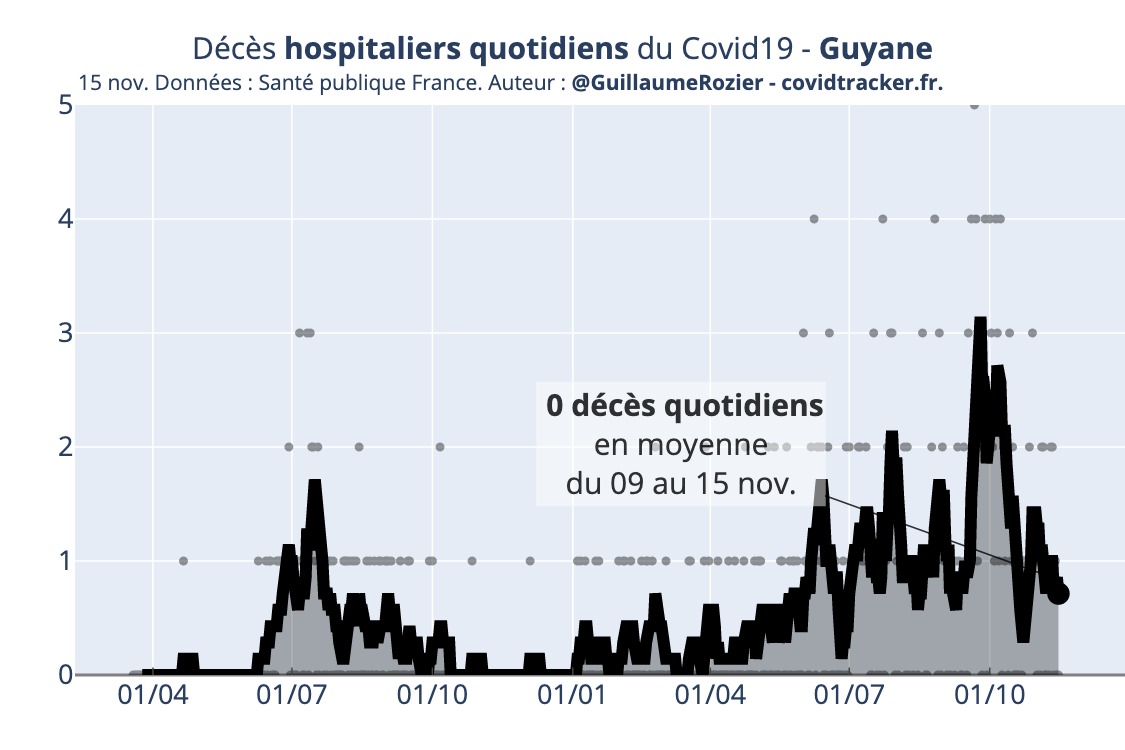 Décès hospitaliers quotidiens du Covid19 - Guyane
15 nov. Données : Santé publique France. Auteur : @GuillaumeRozier - covidtracker.fr.
5
4
3
2
1
0
0 décès quotidiens
en moyenne
du 09 au 15 nov.
01/04 01/07 01/10 01/01 01/04 01/07 01/10